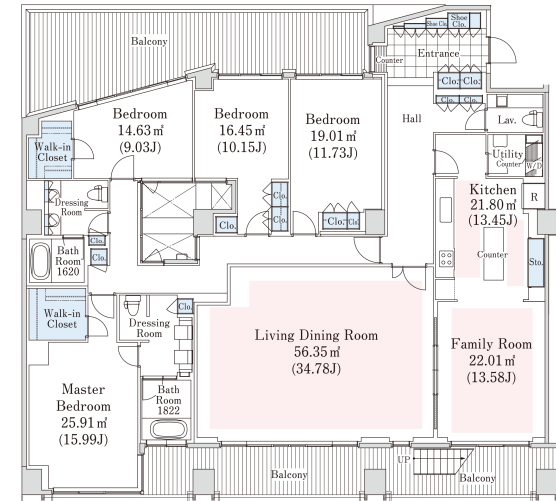 Balcony
Shoe Clo.
Shoe
Clo.
Counter
Entrance
Clo.
Clo.
Clo.
Clo.
Bedroom
14.63㎡
(9.03J)
Bedroom
16.45㎡
(10.15J)
Bedroom
19.01㎡
(11.73J)
Hall
Lav.
Walk-in
Closet
Utility
Counter
W/D
Kitchen
21.80㎡
(13.45J)
R
Dressing
Room
Clo.
Clo.
Clo.
Clo.
Clo.
Clo.
Clo.
Bath
Room
1620
Counter
Sto.
Walk-in
Closet
Clo.
Dressing
Room
Living Dining Room
56.35㎡
(34.78J)
Family Room
22.01㎡
(13.58J)
Master
Bedroom
25.91㎡
(15.99J)
Bath
Room
1822
UP
Balcony
Balcony